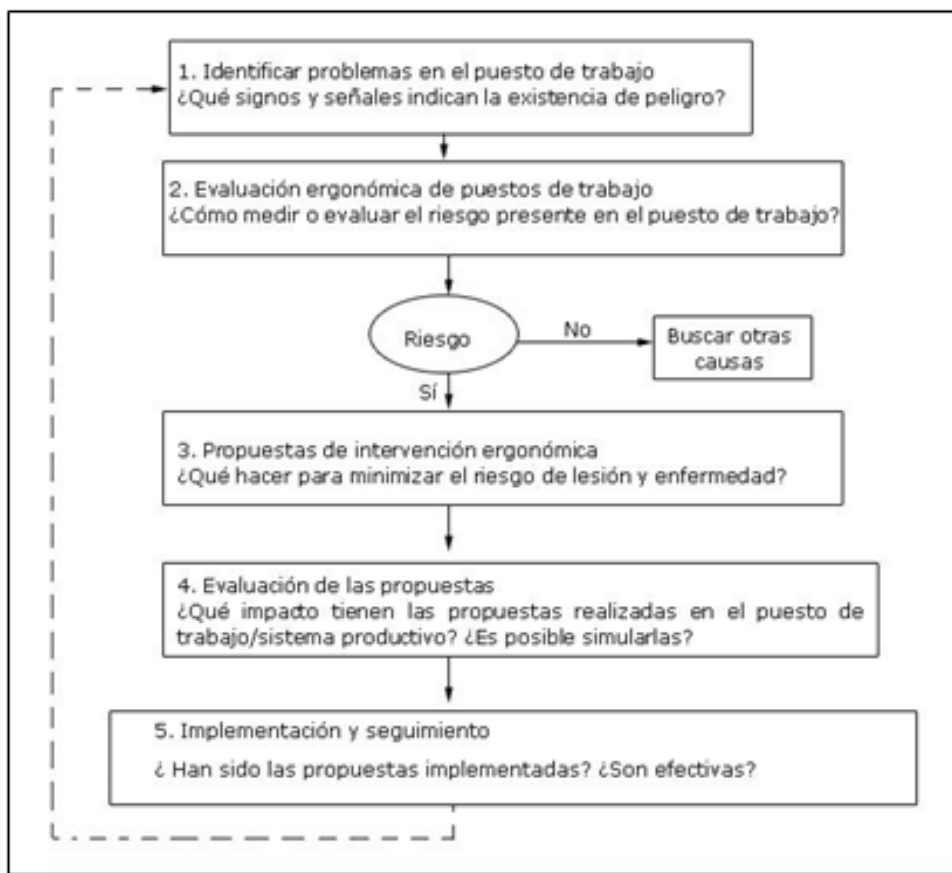 1. Identificar problemas en el puesto de trabajo
¿Qué signos y señales indican la existencia de peligro?
2. Evaluación ergonómica de puestos de trabajo
¿Cómo medir o evaluar el riesgo presente en el puesto de trabajo?
Riesgo
No
Buscar otras
causas
Sí
3. Propuestas de intervención ergonómica
¿Qué hacer para minimizar el riesgo de lesión y enfermedad?
4. Evaluación de las propuestas
¿Qué impacto tienen las propuestas realizadas en el puesto de
trabajo/sistema productivo? ¿Es posible simularlas?
5. Implementación y seguimiento
¿ Han sido las propuestas implementadas? ¿Son efectivas?